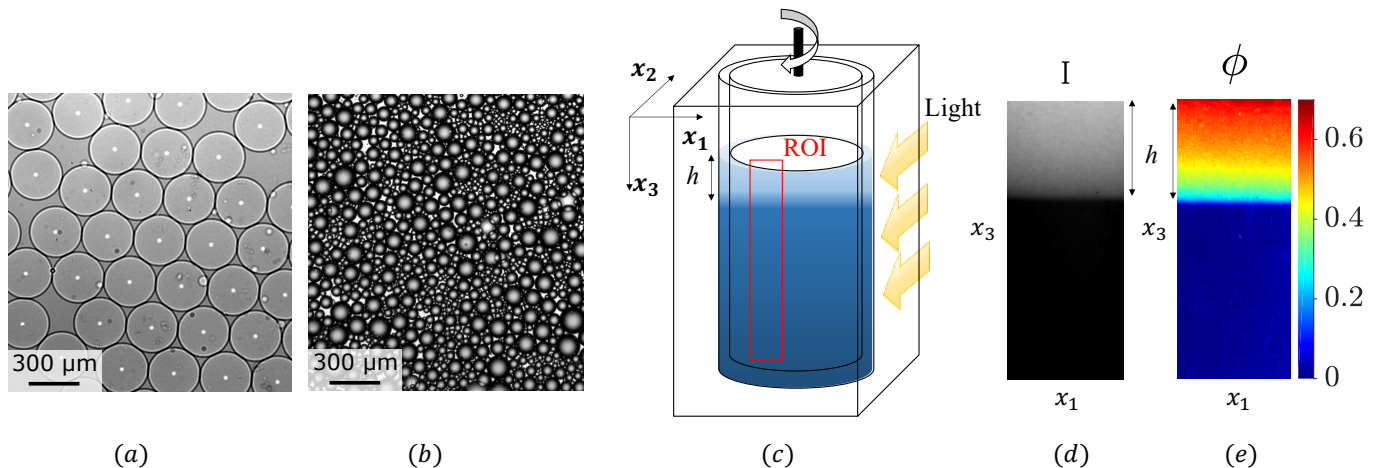 300 µm
(a)
300 µm
(b)
x₂
x₁
x₃
h
ROI
Light
(c)
I
h
x₃
x₁
(d)
ϕ
h
x₃
0.6
0.4
0.2
0
x₁
(e)